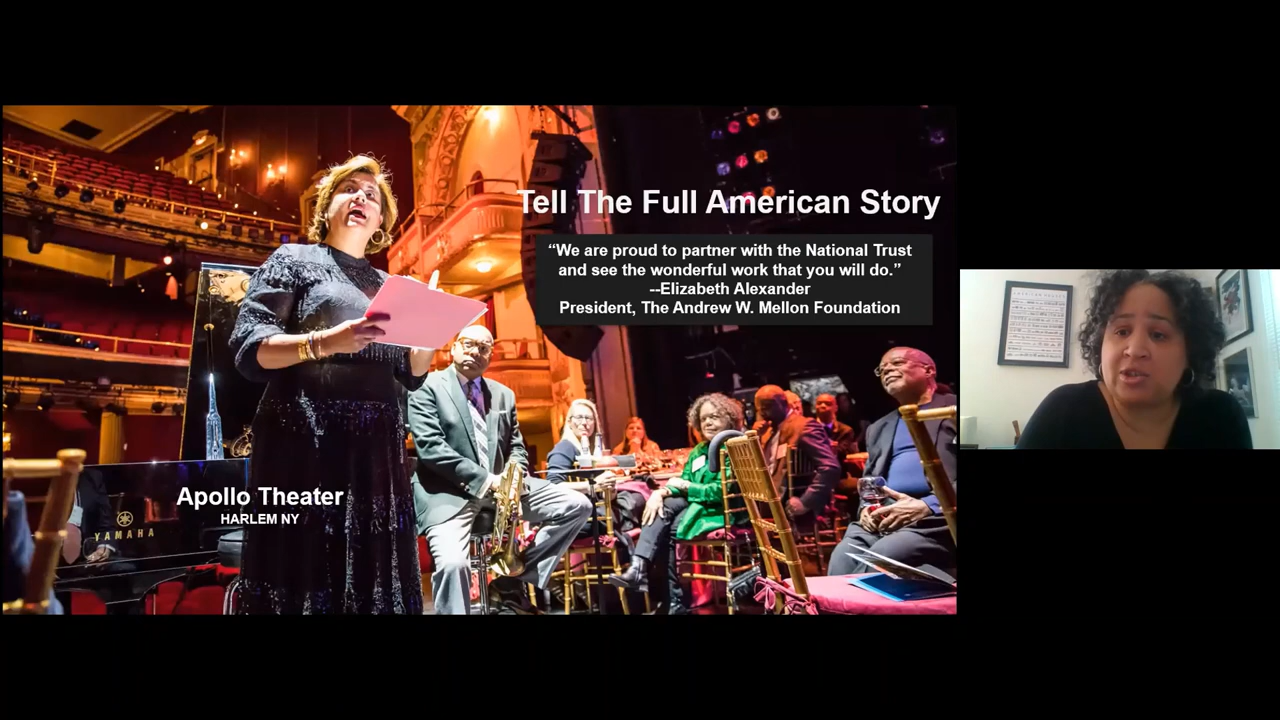 Tell The Full American Story
“We are proud to partner with the National Trust
and see the wonderful work that you will do.”
--Elizabeth Alexander
President, The Andrew W. Mellon Foundation
Apollo Theater
HARLEM NY
YAMAHA